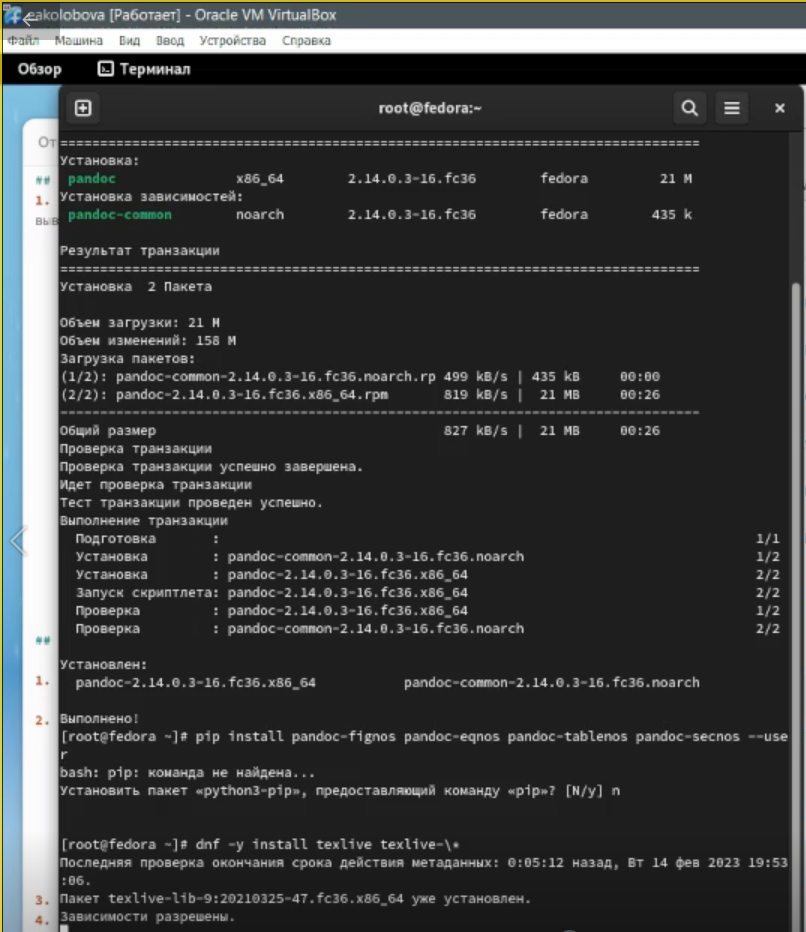 eakolobova [Работает] - Oracle VM VirtualBox
Файл Машина Вид Ввод Устройства Справка
Обзор Терминал
root@fedora:~
От
================================================================================
Установка:
## pandoc x86_64 2.14.0.3-16.fc36 fedora 21 M
1. Установка зависимостей:
выв pandoc-common noarch 2.14.0.3-16.fc36 fedora 435 k
Результат транзакции
================================================================================
Установка 2 Пакета
Объем загрузки: 21 M
Объем изменений: 158 M
Загрузка пакетов:
(1/2): pandoc-common-2.14.0.3-16.fc36.noarch.rp 499 kB/s | 435 kB 00:00
(2/2): pandoc-2.14.0.3-16.fc36.x86_64.rpm 819 kB/s | 21 MB 00:26
--------------------------------------------------------------------------------
Общий размер 827 kB/s | 21 MB 00:26
Проверка транзакции
Проверка транзакции успешно завершена.
Идет проверка транзакции
Тест транзакции проведен успешно.
Выполнение транзакции
Подготовка : 1/1
Установка : pandoc-common-2.14.0.3-16.fc36.noarch 1/2
Установка : pandoc-2.14.0.3-16.fc36.x86_64 2/2
Запуск скриптлета: pandoc-2.14.0.3-16.fc36.x86_64 2/2
Проверка : pandoc-2.14.0.3-16.fc36.x86_64 1/2
Проверка : pandoc-common-2.14.0.3-16.fc36.noarch 2/2
##
Установлен:
1. pandoc-2.14.0.3-16.fc36.x86_64 pandoc-common-2.14.0.3-16.fc36.noarch
2. Выполнено!
[root@fedora ~]# pip install pandoc-fignos pandoc-eqnos pandoc-tablenos pandoc-secnos --use
r
bash: pip: команда не найдена...
Установить пакет «python3-pip», предоставляющий команду «pip»? [N/y] n
[root@fedora ~]# dnf -y install texlive texlive-\*
Последняя проверка окончания срока действия метаданных: 0:05:12 назад, Вт 14 фев 2023 19:53
:06.
3. Пакет texlive-lib-9:20210325-47.fc36.x86_64 уже установлен.
4. Зависимости разрешены.